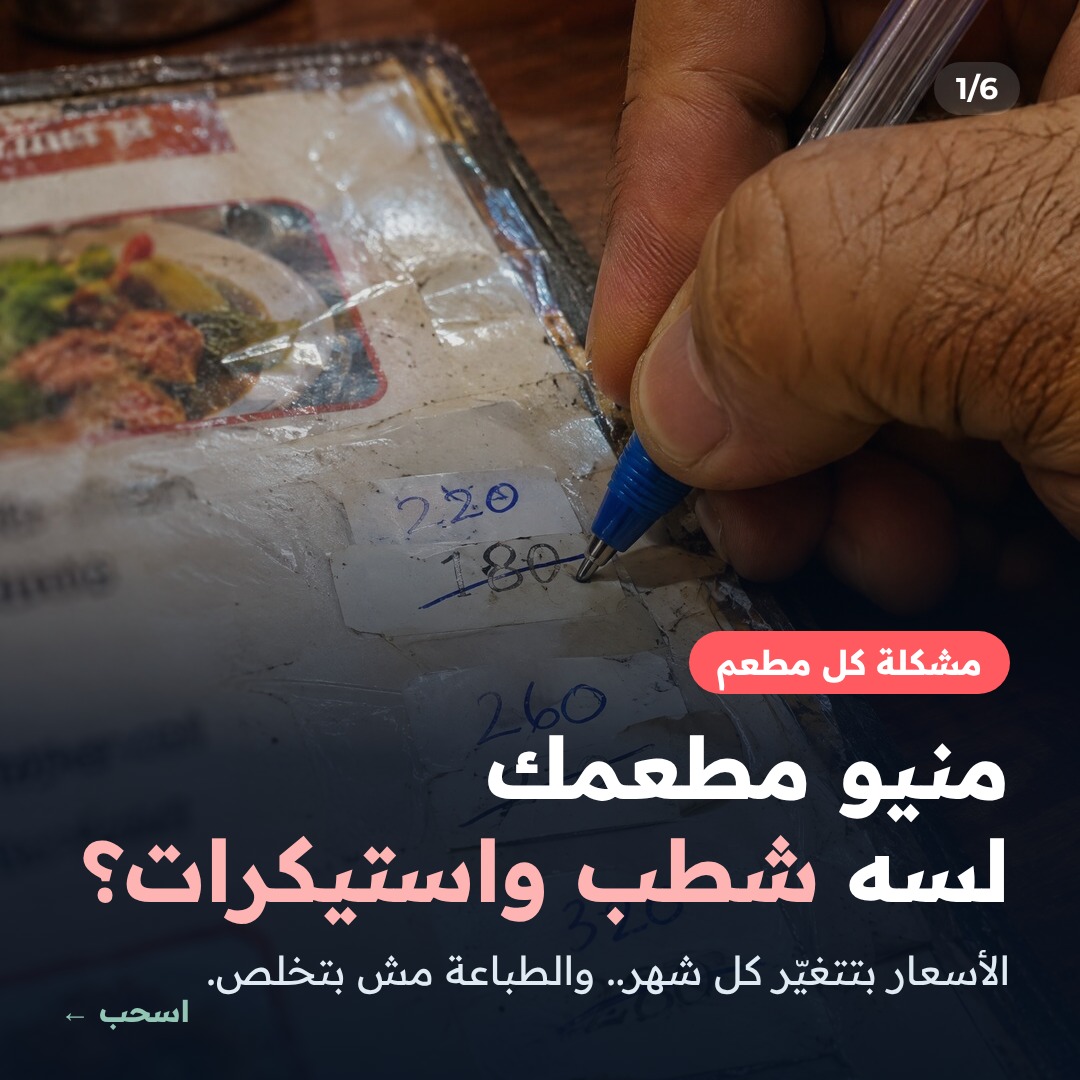 1/6
220
180
260
320
مشكلة كل مطعم
منيو مطعمك
لسه شطب واستيكرات؟
الأسعار بتتغيّر كل شهر.. والطباعة مش بتخلص.
اسحب ←